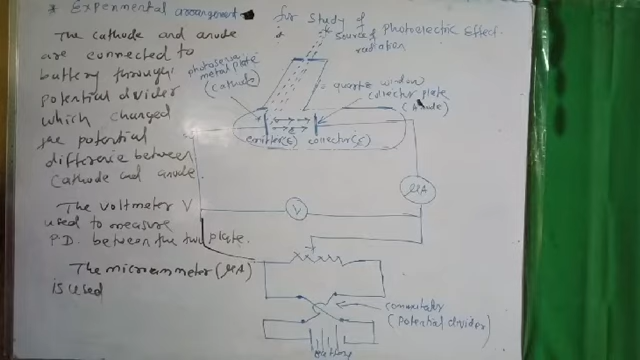 * Experimental arrangement for study of Photoelectric Effect.
The cathode and anode
are connected to
battery through
potential divider
which changed
the potential
difference between
Cathode and anode.
The voltmeter V
used to measure
P.D. between the two plate.
The microammeter (μA)
is used
source of
radiation
photosensi
metal plate
(Cathode)
quartz window
collector plate
(Anode)
emitter(E)
collector(E)
μA
V
commutator
(potential divider)
Battery